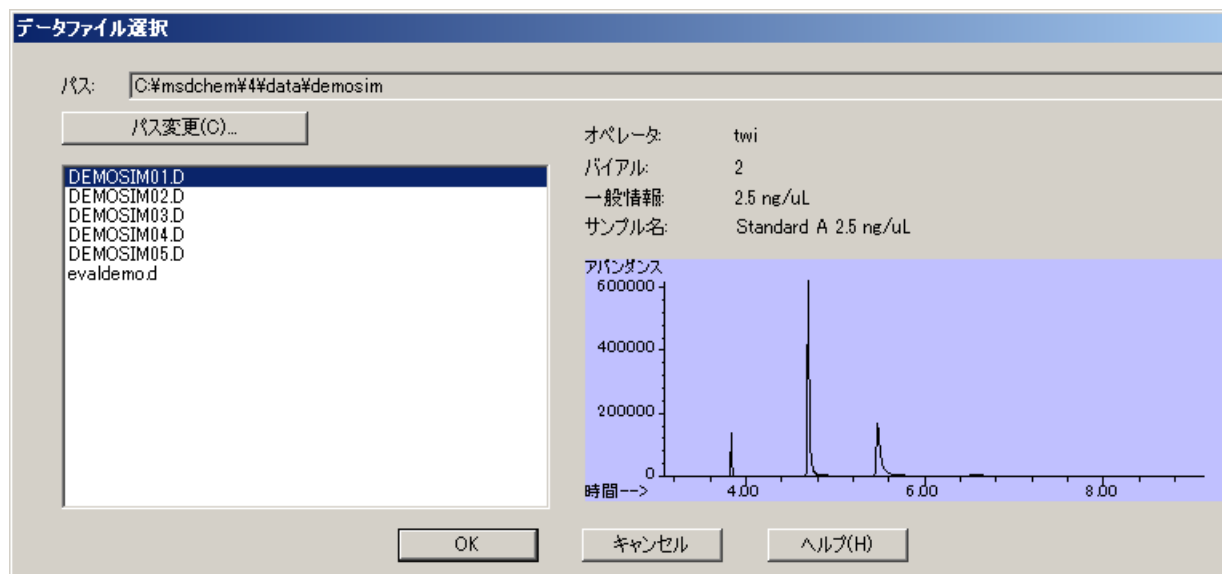 データファイル選択
パス: C:¥msdchem¥4¥data¥demosim
パス変更(C)...
オペレータ: twi
バイアル: 2
一般情報: 2.5 ng/uL
サンプル名: Standard A 2.5 ng/uL
DEMOSIM01.D
DEMOSIM02.D
DEMOSIM03.D
DEMOSIM04.D
DEMOSIM05.D
evaldemo.d
アバンダンス
600000
400000
200000
0
時間--> 4.00 6.00 8.00
OK キャンセル ヘルプ(H)